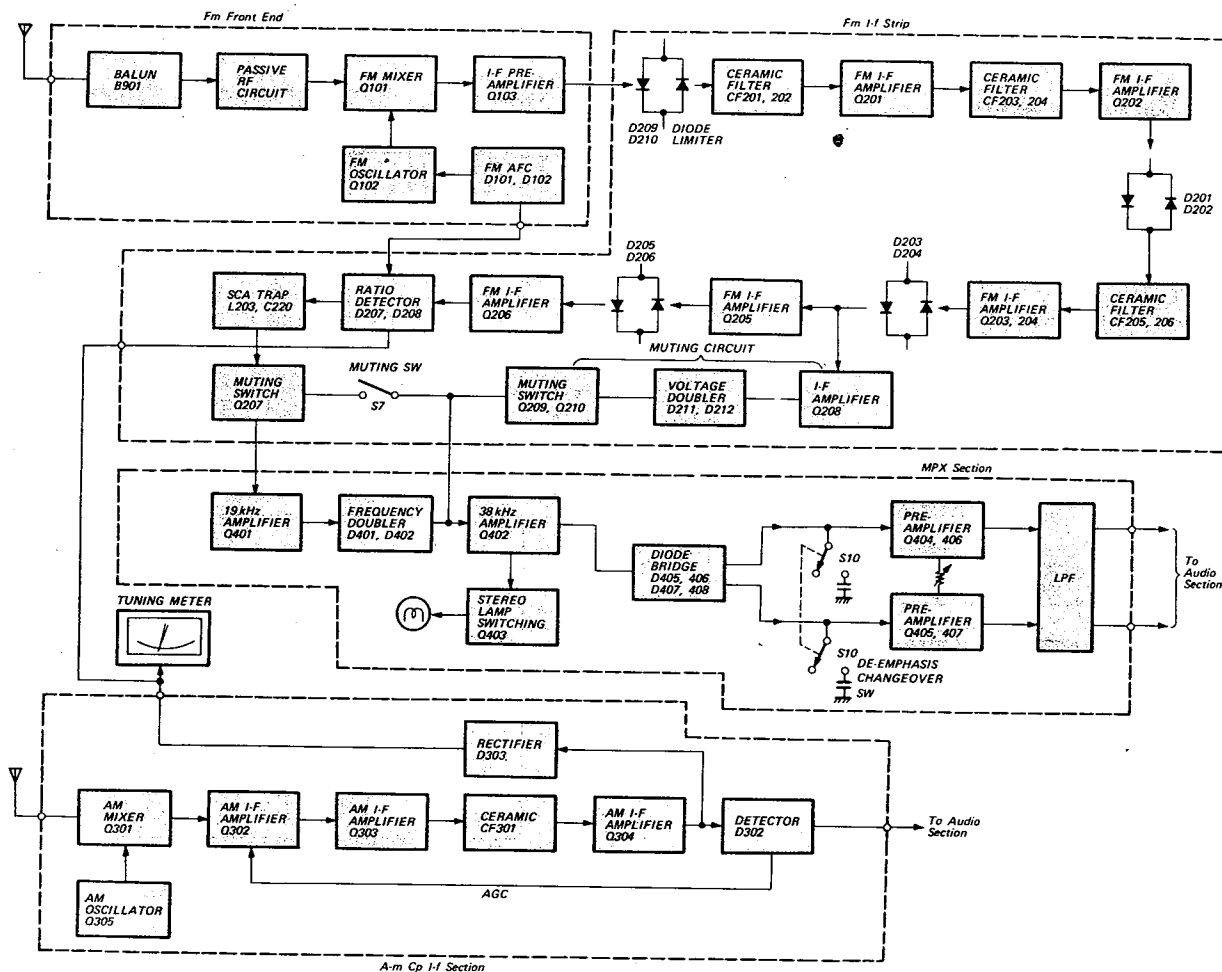 Fm Front End
Fm I-f Strip
BALUN
B901
PASSIVE
RF
CIRCUIT
FM MIXER
Q101
I-F PRE-
AMPLIFIER
Q103
D209
D210
DIODE
LIMITER
CERAMIC
FILTER
CF201, 202
FM I-F
AMPLIFIER
Q201
CERAMIC
FILTER
CF203, 204
FM I-F
AMPLIFIER
Q202
FM
OSCILLATOR
Q102
FM AFC
D101, D102
D201
D202
SCA TRAP
L203, C220
RATIO
DETECTOR
D207, D208
FM I-F
AMPLIFIER
Q206
D205
D206
FM I-F
AMPLIFIER
Q205
D203
D204
FM I-F
AMPLIFIER
Q203, 204
CERAMIC
FILTER
CF205, 206
MUTING CIRCUIT
MUTING
SWITCH
Q207
MUTING SW
S7
MUTING
SWITCH
Q209, Q210
VOLTAGE
DOUBLER
D211, D212
I-F
AMPLIFIER
Q208
MPX Section
19kHz
AMPLIFIER
Q401
FREQUENCY
DOUBLER
D401, D402
38kHz
AMPLIFIER
Q402
DIODE
BRIDGE
D405, 406
D407, 408
S10
PRE-
AMPLIFIER
Q404, 406
LPF
To
Audio
Section
STEREO
LAMP
SWITCHING
Q403
PRE-
AMPLIFIER
Q405, 407
S10
DE-EMPHASIS
CHANGEOVER
SW
TUNING METER
RECTIFIER
D303
AM
MIXER
Q301
AM I-F
AMPLIFIER
Q302
AM I-F
AMPLIFIER
Q303
CERAMIC
CF301
AM I-F
AMPLIFIER
Q304
DETECTOR
D302
To Audio
Section
AGC
AM
OSCILLATOR
Q305
A-m Cp I-f Section